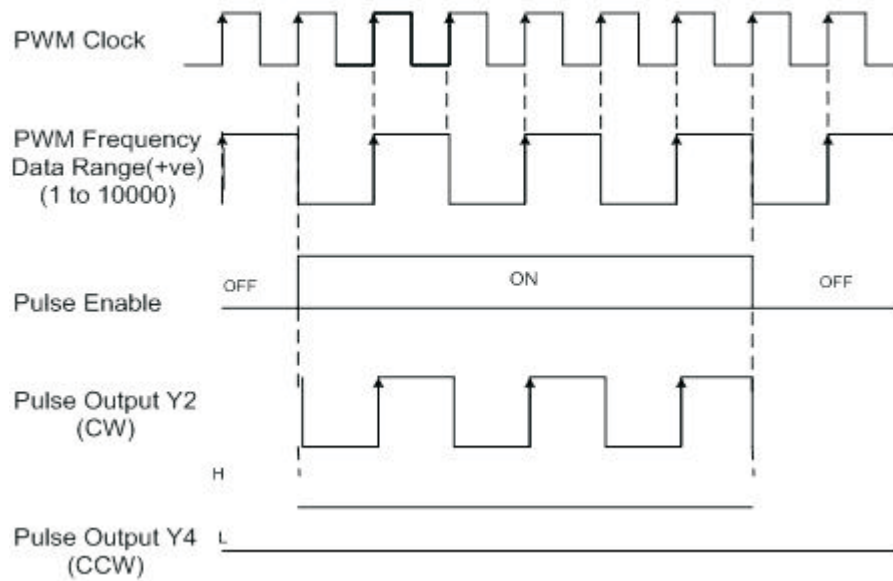 PWM Clock
PWM Frequency
Data Range(+ve)
(1 to 10000)
OFF
ON
OFF
Pulse Enable
Pulse Output Y2
(CW)
H
Pulse Output Y4
L
(CCW)